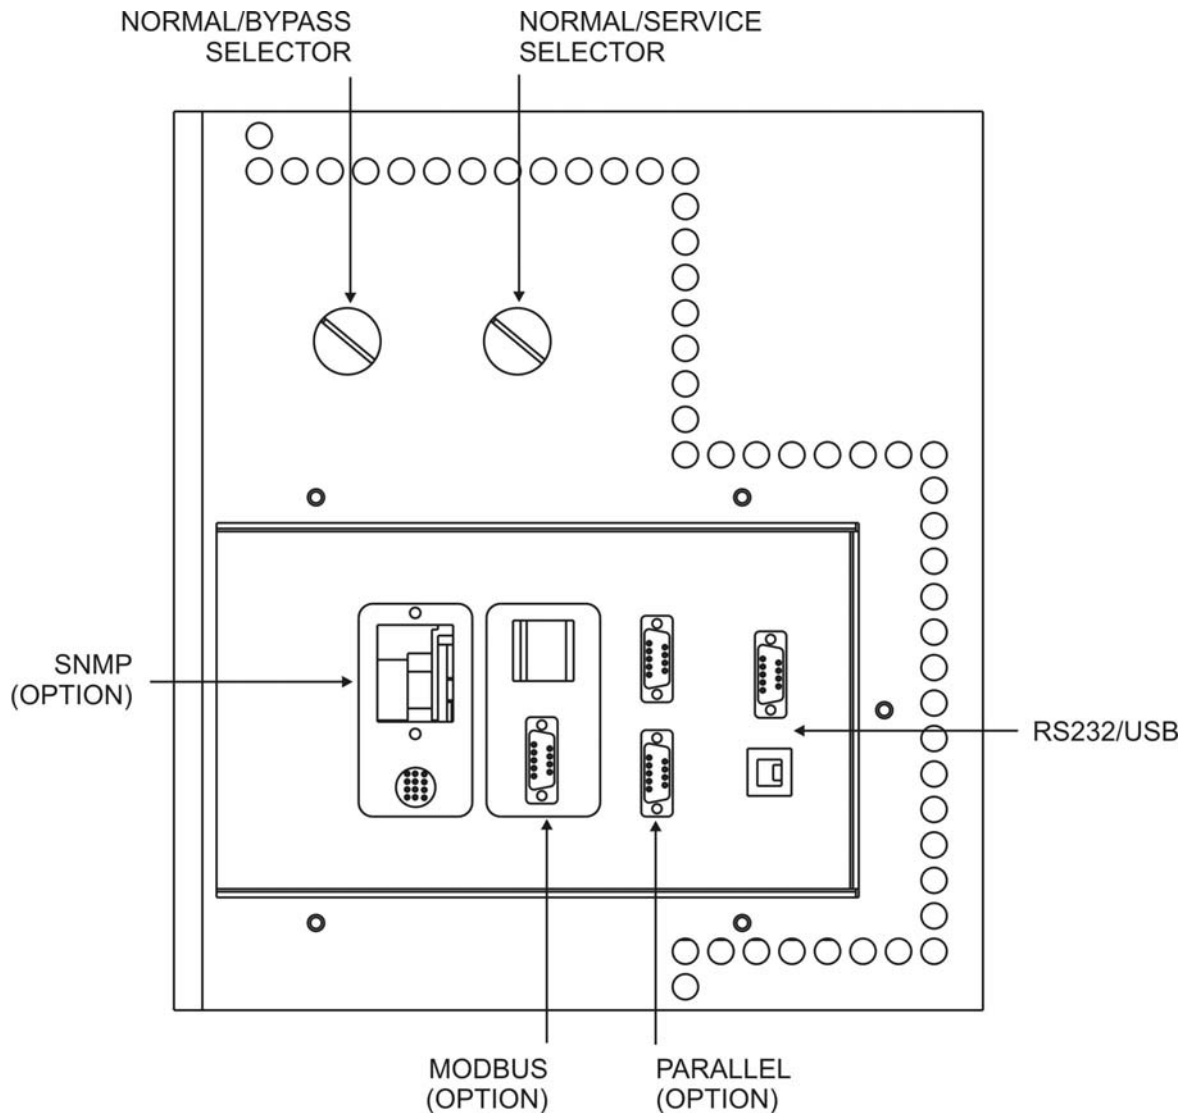 NORMAL/BYPASS
SELECTOR
NORMAL/SERVICE
SELECTOR
SNMP
(OPTION)
RS232/USB
MODBUS
(OPTION)
PARALLEL
(OPTION)